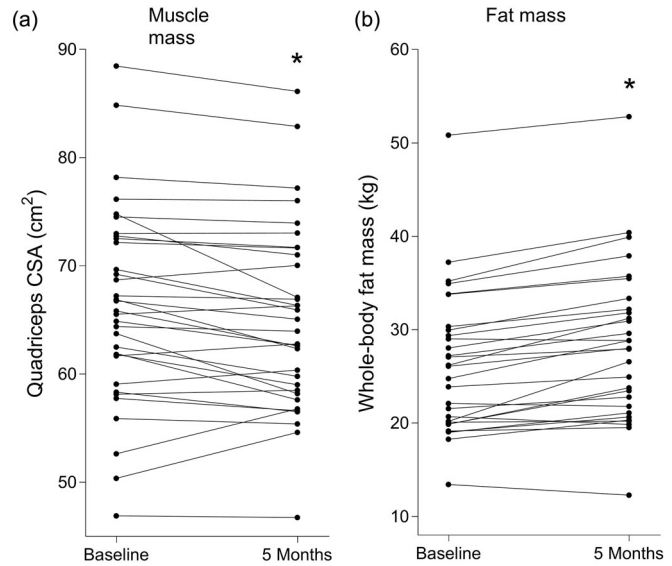 (a)
Muscle
mass
90
80
70
60
50
Quadriceps CSA (cm²)
*
Baseline
5 Months
(b)
Fat mass
60
50
40
30
20
10
Whole-body fat mass (kg)
*
Baseline
5 Months